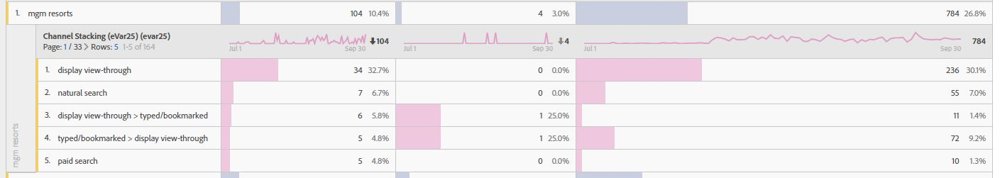 1. mgm resorts 104 10.4% 4 3.0% 784 26.8%
Channel Stacking (eVar25) (evar25)
Page: 1 / 33 > Rows: 5 1-5 of 164
Jul 1 Sep 30 104 Jul 1 Sep 30 4 Jul 1 Sep 30 784
1. display view-through 34 32.7% 0 0.0% 236 30.1%
2. natural search 7 6.7% 0 0.0% 55 7.0%
3. display view-through > typed/bookmarked 6 5.8% 1 25.0% 11 1.4%
4. typed/bookmarked > display view-through 5 4.8% 1 25.0% 72 9.2%
5. paid search 5 4.8% 0 0.0% 10 1.3%
mgm resorts